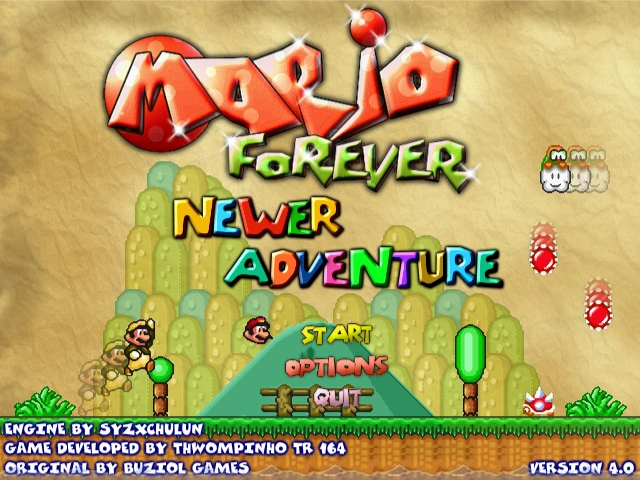 MARIO
FOREVER
NEWER
ADVENTURE
START
OPTIONS
QUIT
ENGINE BY SYZXCHULUN
GAME DEVELOPED BY THWOMPINHO TR 164
ORIGINAL BY BUZIOL GAMES
VERSION 4.0